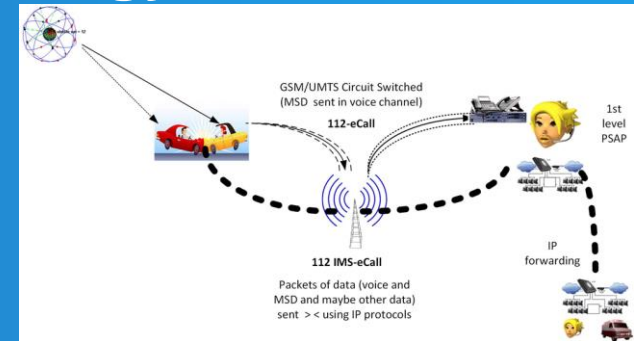 GSM/UMTS Circuit Switched
(MSD sent in voice channel)
112-eCall
1st
level
PSAP
112 IMS-eCall
Packets of data (voice and
MSD and maybe other data)
sent > < using IP protocols
IP
forwarding